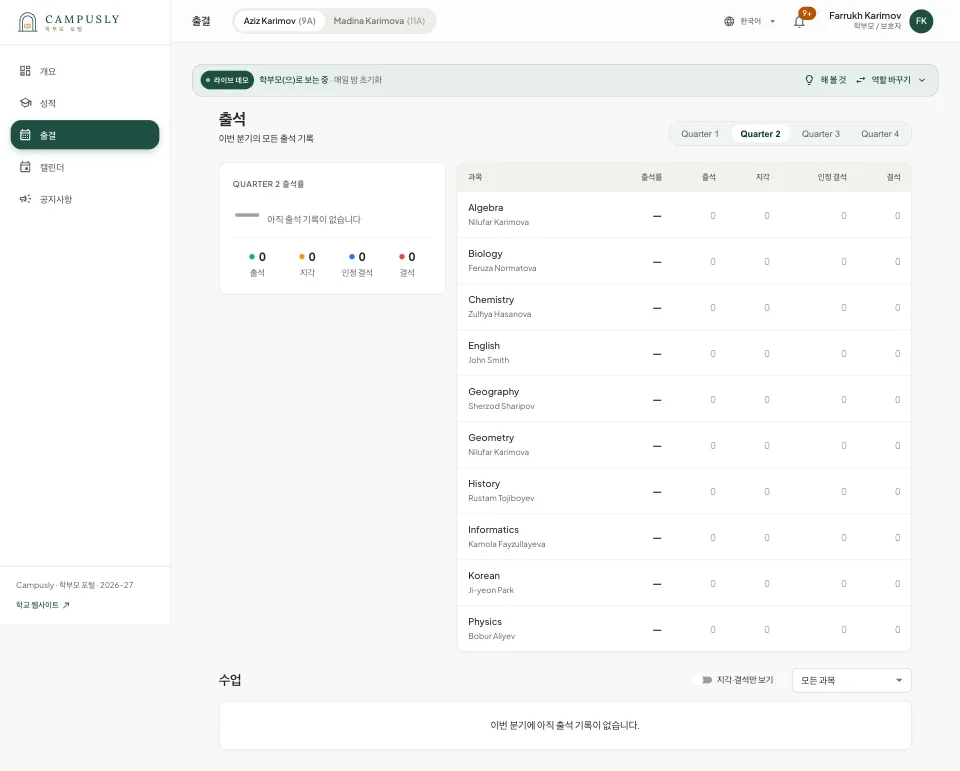 CAMPUSLY
학부모 포털
출결
Aziz Karimov (9A)
Madina Karimova (11A)
한국어
9+
Farrukh Karimov
학부모 / 보호자
FK
개요
성적
출결
캘린더
공지사항
Campusly · 학부모 포털 · 2026–27
학교 웹사이트
라이브 데모
학부모(으)로 보는 중 · 매일 밤 초기화
해 볼 것
역할 바꾸기
출석
이번 분기의 모든 출석 기록
Quarter 1
Quarter 2
Quarter 3
Quarter 4
QUARTER 2 출석률
— 아직 출석 기록이 없습니다
0 0 0 0
출석 지각 인정 결석 결석
과목 출석률 출석 지각 인정 결석 결석
Algebra
Nilufar Karimova
— 0 0 0 0
Biology
Feruza Normatova
— 0 0 0 0
Chemistry
Zulfiya Hasanova
— 0 0 0 0
English
John Smith
— 0 0 0 0
Geography
Sherzod Sharipov
— 0 0 0 0
Geometry
Nilufar Karimova
— 0 0 0 0
History
Rustam Tojiboyev
— 0 0 0 0
Informatics
Kamola Fayzullayeva
— 0 0 0 0
Korean
Ji-yeon Park
— 0 0 0 0
Physics
Bobur Aliyev
— 0 0 0 0
수업
지각·결석만 보기
모든 과목
이번 분기에 아직 출석 기록이 없습니다.